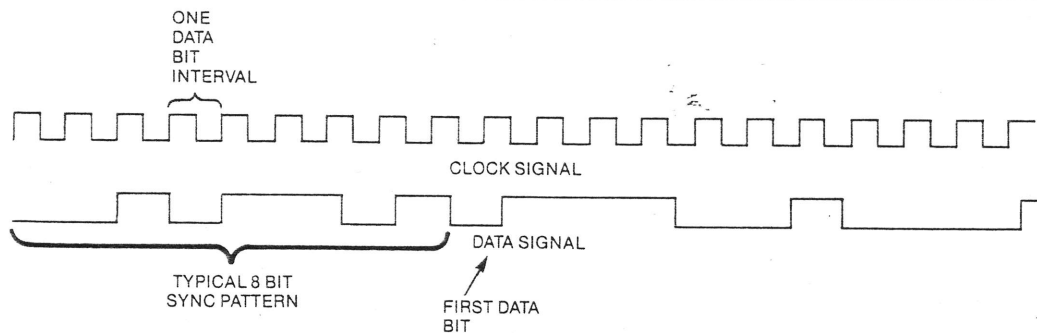 ONE
DATA
BIT
INTERVAL
CLOCK SIGNAL
DATA SIGNAL
TYPICAL 8 BIT
SYNC PATTERN
FIRST DATA
BIT